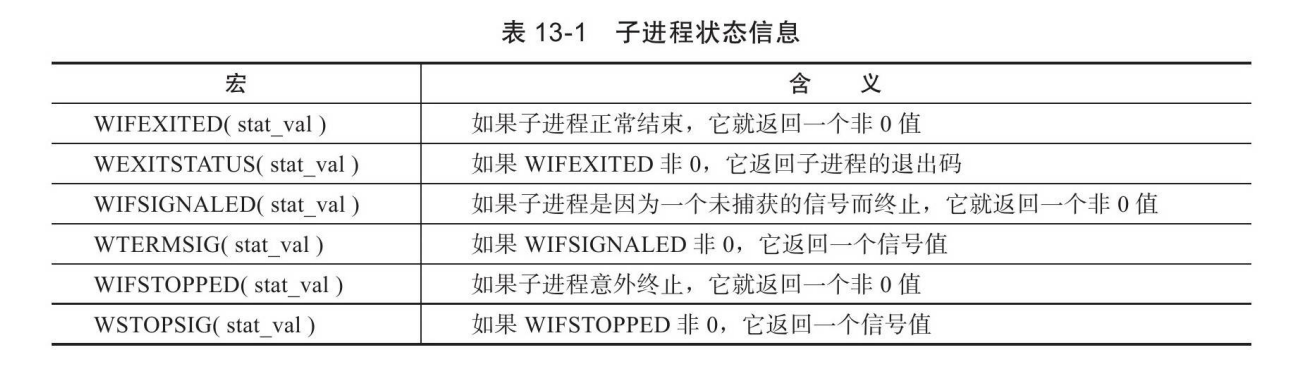 表 13-1 子进程状态信息
宏 含 义
WIFEXITED( stat_val ) 如果子进程正常结束，它就返回一个非 0 值
WEXITSTATUS( stat_val ) 如果 WIFEXITED 非 0，它返回子进程的退出码
WIFSIGNALED( stat_val ) 如果子进程是因为一个未捕获的信号而终止，它就返回一个非 0 值
WTERMSIG( stat_val ) 如果 WIFSIGNALED 非 0，它返回一个信号值
WIFSTOPPED( stat_val ) 如果子进程意外终止，它就返回一个非 0 值
WSTOPSIG( stat_val ) 如果 WIFSTOPPED 非 0，它返回一个信号值